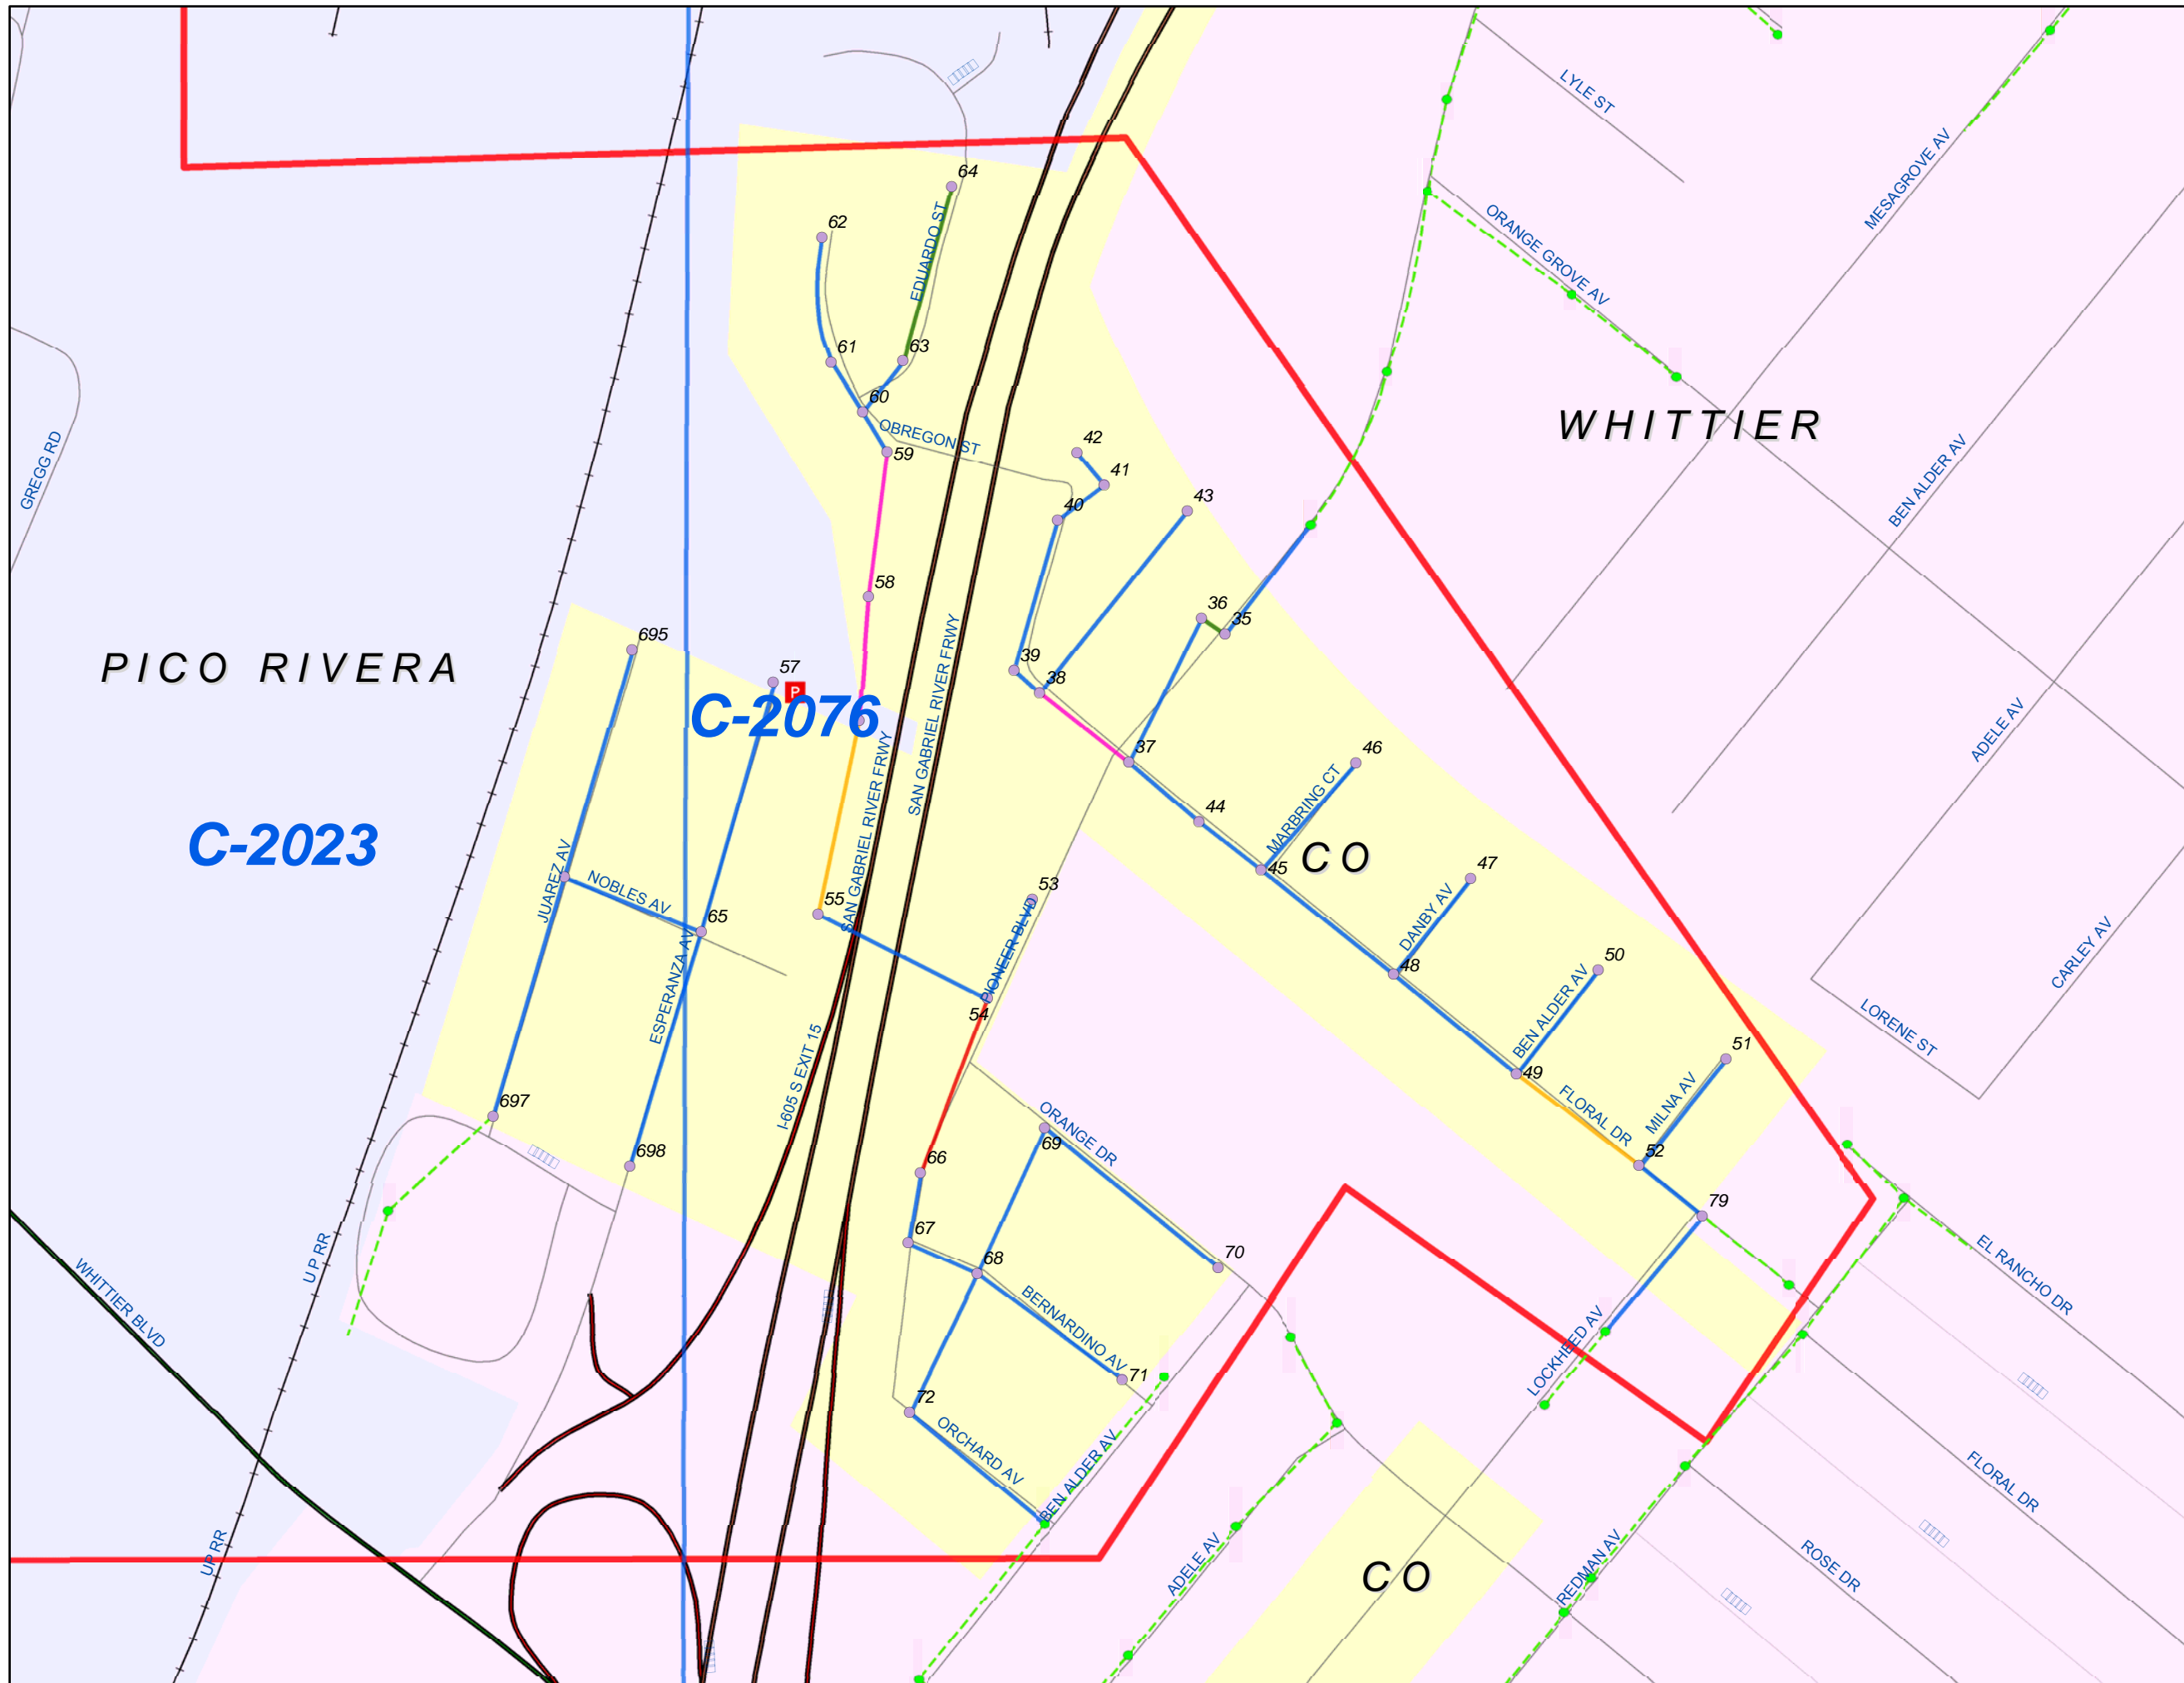 LYLE ST
MESAGROVE AV
64
ORANGE GROVE AV
62
EDUARDO ST
61
63
60
WHITTIER
OBREGON ST
59
42
BEN ALDER AV
GREGG RD
41
43
40
58
36
35
695
PICO RIVERA
57
P
39
38
C-2076
SAN GABRIEL RIVER FRWY
SAN GABRIEL RIVER FRWY
37
46
ADELE AV
44
C-2023
MARBRING CT
CO
45
JUAREZ AV
NOBLES AV
53
47
55
65
DANBY AV
CARLEY AV
PIONEER BLVD
48
50
ESPERANZA AV
54
BEN ALDER AV
LORENE ST
I-605 S EXIT 15
51
49
FLORAL DR
MILNA AV
697
ORANGE DR
69
698
66
52
79
67
70
U P RR
68
EL RANCHO DR
WHITTIER BLVD
BERNARDINO AV
LOCKHEED AV
71
72
ORCHARD AV
BEN ALDER AV
FLORAL DR
UP RR
ADELE AV
CO
REDMAN AV
ROSE DR